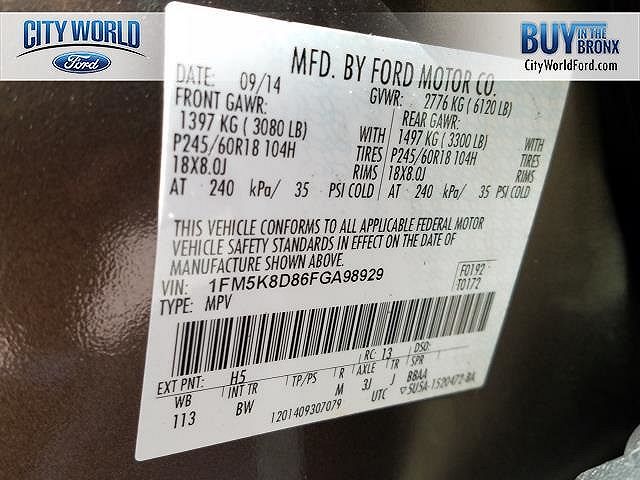 CITY WORLD
Ford
BUY IN THE BRONX
CityWorldFord.com
MFD. BY FORD MOTOR CO.
DATE: 09/14
GVWR: 2776 KG ( 6120 LB)
FRONT GAWR:
REAR GAWR:
1397 KG ( 3080 LB) WITH
1497 KG ( 3300 LB) WITH
P245/60R18 104H TIRES
P245/60R18 104H TIRES
18X8.0J RIMS
18X8.0J RIMS
AT 240 kPa/ 35 PSI COLD
AT 240 kPa/ 35 PSI COLD
THIS VEHICLE CONFORMS TO ALL APPLICABLE FEDERAL MOTOR
VEHICLE SAFETY STANDARDS IN EFFECT ON THE DATE OF
MANUFACTURE SHOWN ABOVE.
VIN: 1FM5K8D86FGA98929
F0192
TYPE: MPV
T0172
EXT PNT: H5 RC: 13 DSO:
WB INT TR TP/PS R AXLE TR SPR
113 BW M 3J J BBAA
1201409307079 UTC 5U5A-1520472-BA